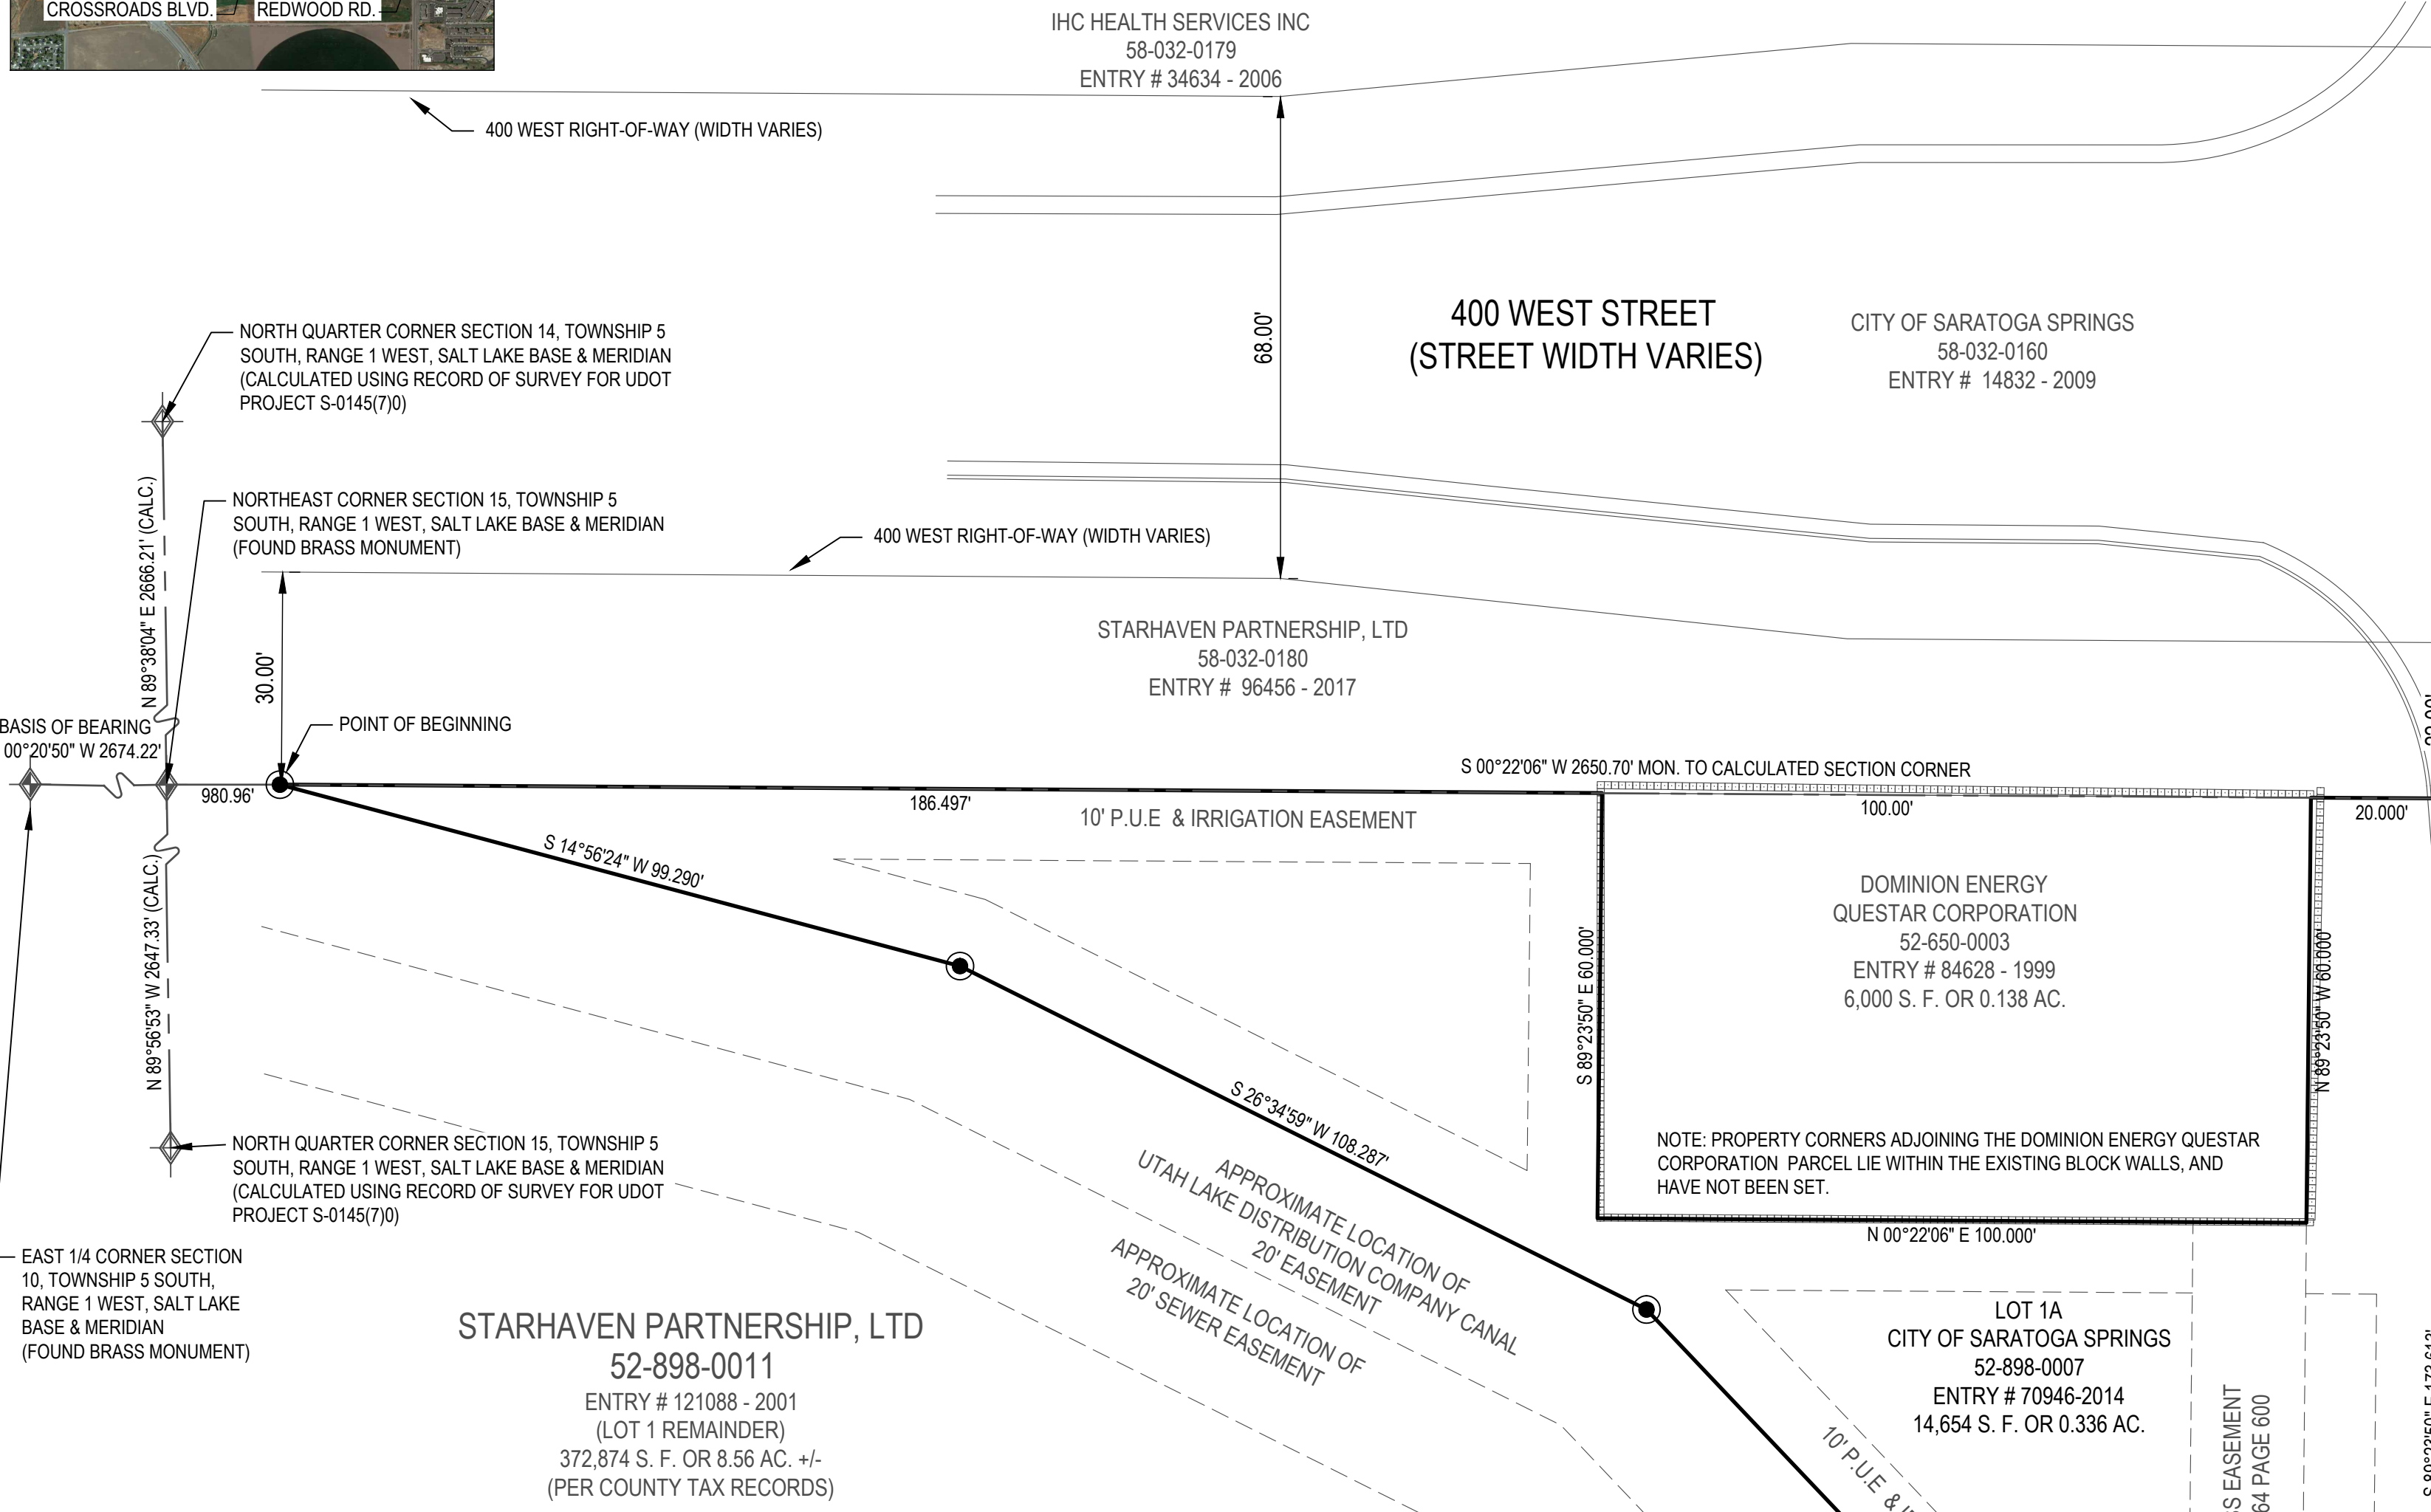 CROSSROADS BLVD.
REDWOOD RD.
IHC HEALTH SERVICES INC
58-032-0179
ENTRY # 34634 - 2006
400 WEST RIGHT-OF-WAY (WIDTH VARIES)
68.00'
400 WEST STREET
(STREET WIDTH VARIES)
CITY OF SARATOGA SPRINGS
58-032-0160
ENTRY # 14832 - 2009
NORTH QUARTER CORNER SECTION 14, TOWNSHIP 5
SOUTH, RANGE 1 WEST, SALT LAKE BASE & MERIDIAN
(CALCULATED USING RECORD OF SURVEY FOR UDOT
PROJECT S-0145(7)0)
N 89°38'04" E 2666.21' (CALC.)
NORTHEAST CORNER SECTION 15, TOWNSHIP 5
SOUTH, RANGE 1 WEST, SALT LAKE BASE & MERIDIAN
(FOUND BRASS MONUMENT)
400 WEST RIGHT-OF-WAY (WIDTH VARIES)
30.00'
STARHAVEN PARTNERSHIP, LTD
58-032-0180
ENTRY # 96456 - 2017
BASIS OF BEARING
00°20'50" W 2674.22'
POINT OF BEGINNING
S 00°22'06" W 2650.70' MON. TO CALCULATED SECTION CORNER
980.96'
186.497'
100.00'
20.000'
10' P.U.E & IRRIGATION EASEMENT
S 14°56'24" W 99.290'
N 89°56'53" W 2647.33' (CALC.)
DOMINION ENERGY
QUESTAR CORPORATION
52-650-0003
ENTRY # 84628 - 1999
6,000 S. F. OR 0.138 AC.
S 89°23'50" E 60.000'
N 89°23'50" W 60.000'
S 26°34'59" W 108.287'
NOTE: PROPERTY CORNERS ADJOINING THE DOMINION ENERGY QUESTAR
CORPORATION PARCEL LIE WITHIN THE EXISTING BLOCK WALLS, AND
HAVE NOT BEEN SET.
N 00°22'06" E 100.000'
NORTH QUARTER CORNER SECTION 15, TOWNSHIP 5
SOUTH, RANGE 1 WEST, SALT LAKE BASE & MERIDIAN
(CALCULATED USING RECORD OF SURVEY FOR UDOT
PROJECT S-0145(7)0)
EAST 1/4 CORNER SECTION
10, TOWNSHIP 5 SOUTH,
RANGE 1 WEST, SALT LAKE
BASE & MERIDIAN
(FOUND BRASS MONUMENT)
APPROXIMATE LOCATION OF
UTAH LAKE DISTRIBUTION COMPANY CANAL
20' EASEMENT
APPROXIMATE LOCATION OF
20' SEWER EASEMENT
STARHAVEN PARTNERSHIP, LTD
52-898-0011
ENTRY # 121088 - 2001
(LOT 1 REMAINDER)
372,874 S. F. OR 8.56 AC. +/-
(PER COUNTY TAX RECORDS)
LOT 1A
CITY OF SARATOGA SPRINGS
52-898-0007
ENTRY # 70946-2014
14,654 S. F. OR 0.336 AC.
10' P.U.E &
EASEMENT
PAGE 600